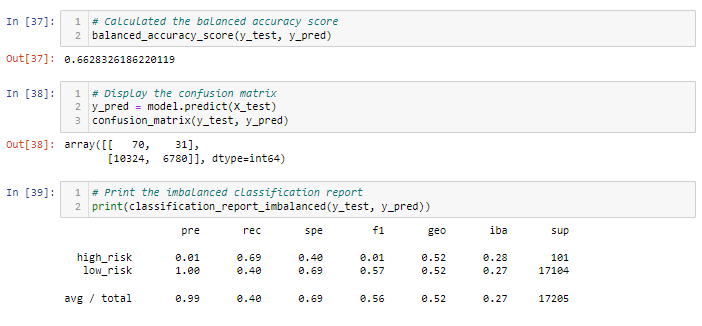 In [37]: 1 # Calculated the balanced accuracy score
2 balanced_accuracy_score(y_test, y_pred)
Out[37]: 0.6628326186220119
In [38]: 1 # Display the confusion matrix
2 y_pred = model.predict(X_test)
3 confusion_matrix(y_test, y_pred)
Out[38]: array([[   70,    31],
[10324,  6780]], dtype=int64)
In [39]: 1 # Print the imbalanced classification report
2 print(classification_report_imbalanced(y_test, y_pred))
pre rec spe f1 geo iba sup
high_risk 0.01 0.69 0.40 0.01 0.52 0.28 101
low_risk 1.00 0.40 0.69 0.57 0.52 0.27 17104
avg / total 0.99 0.40 0.69 0.56 0.52 0.27 17205